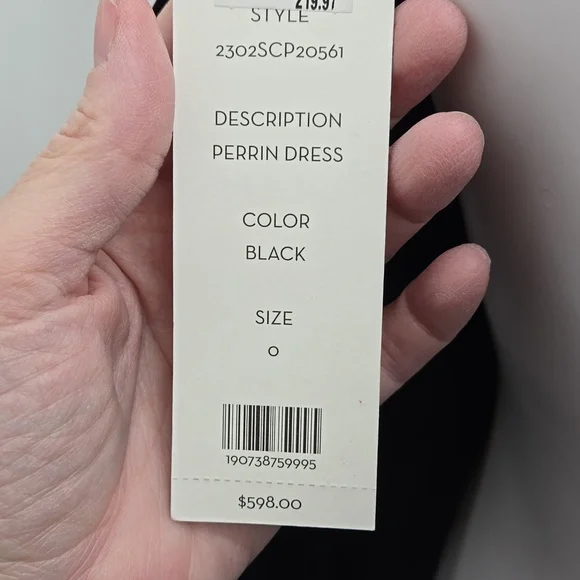 219.97
STYLE
2302SCP20561
DESCRIPTION
PERRIN DRESS
COLOR
BLACK
SIZE
0
190738759995
$598.00